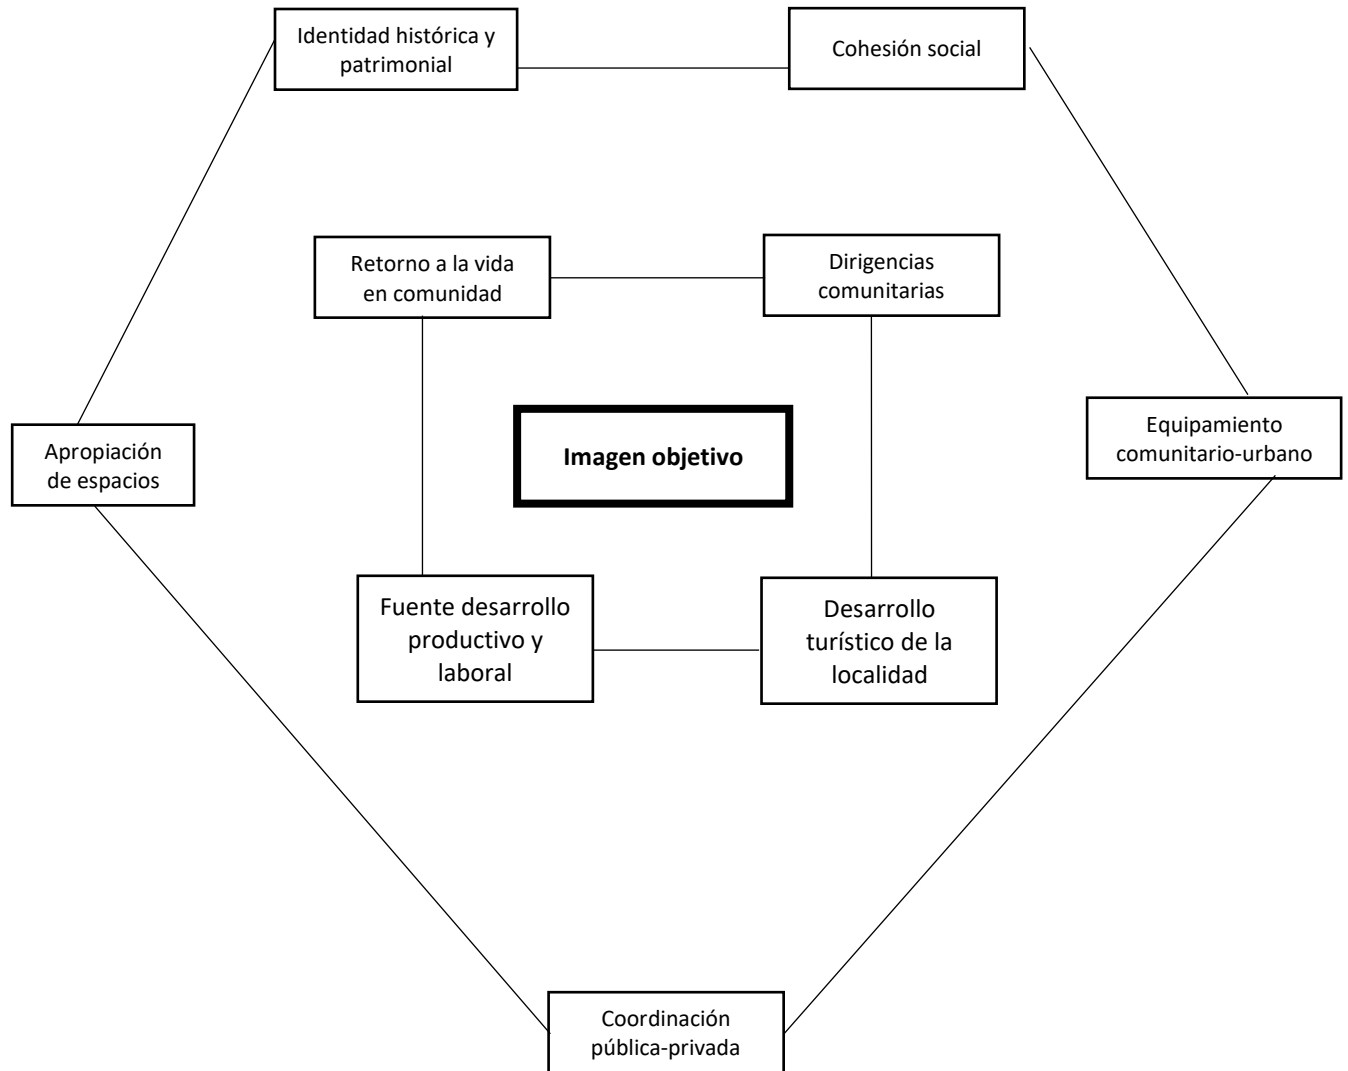 Identidad histórica y
patrimonial
Cohesión social
Retorno a la vida
en comunidad
Dirigencias
comunitarias
Apropiación
de espacios
Imagen objetivo
Equipamiento
comunitario-urbano
Fuente desarrollo
productivo y
laboral
Desarrollo
turístico de la
localidad
Coordinación
pública-privada